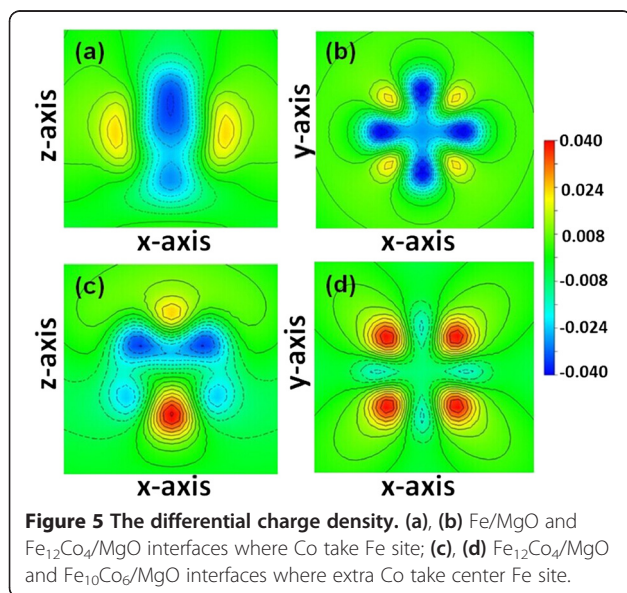 (a)
z-axis
x-axis
(b)
y-axis
x-axis
0.040
0.024
0.008
-0.008
-0.024
-0.040
(c)
z-axis
x-axis
(d)
y-axis
x-axis
Figure 5 The differential charge density. (a), (b) Fe/MgO and
Fe₁₂Co₄/MgO interfaces where Co take Fe site; (c), (d) Fe₁₂Co₄/MgO
and Fe₁₀Co₆/MgO interfaces where extra Co take center Fe site.